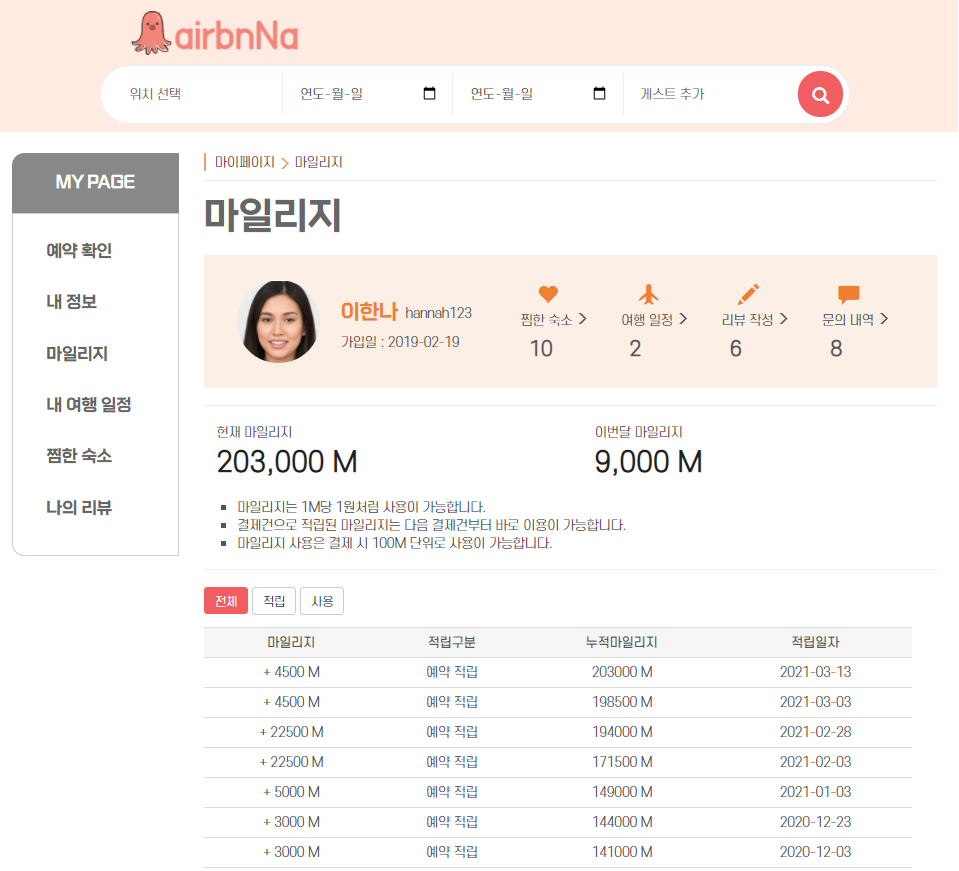 airbnNa
위치 선택 연도-월-일 연도-월-일 게스트 추가
MY PAGE
예약 확인
내 정보
마일리지
내 여행 일정
찜한 숙소
나의 리뷰
마이페이지 > 마일리지
마일리지
이한나 hannah123
가입일 : 2019-02-19
찜한 숙소 > 여행 일정 > 리뷰 작성 > 문의 내역 >
10 2 6 8
현재 마일리지 이번달 마일리지
203,000 M 9,000 M
▪ 마일리지는 1M당 1원처럼 사용이 가능합니다.
▪ 결제건으로 적립된 마일리지는 다음 결제건부터 바로 이용이 가능합니다.
▪ 마일리지 사용은 결제 시 100M 단위로 사용이 가능합니다.
전체 적립 사용
마일리지 적립구분 누적마일리지 적립일자
+ 4500 M 예약 적립 203000 M 2021-03-13
+ 4500 M 예약 적립 198500 M 2021-03-03
+ 22500 M 예약 적립 194000 M 2021-02-28
+ 22500 M 예약 적립 171500 M 2021-02-03
+ 5000 M 예약 적립 149000 M 2021-01-03
+ 3000 M 예약 적립 144000 M 2020-12-23
+ 3000 M 예약 적립 141000 M 2020-12-03